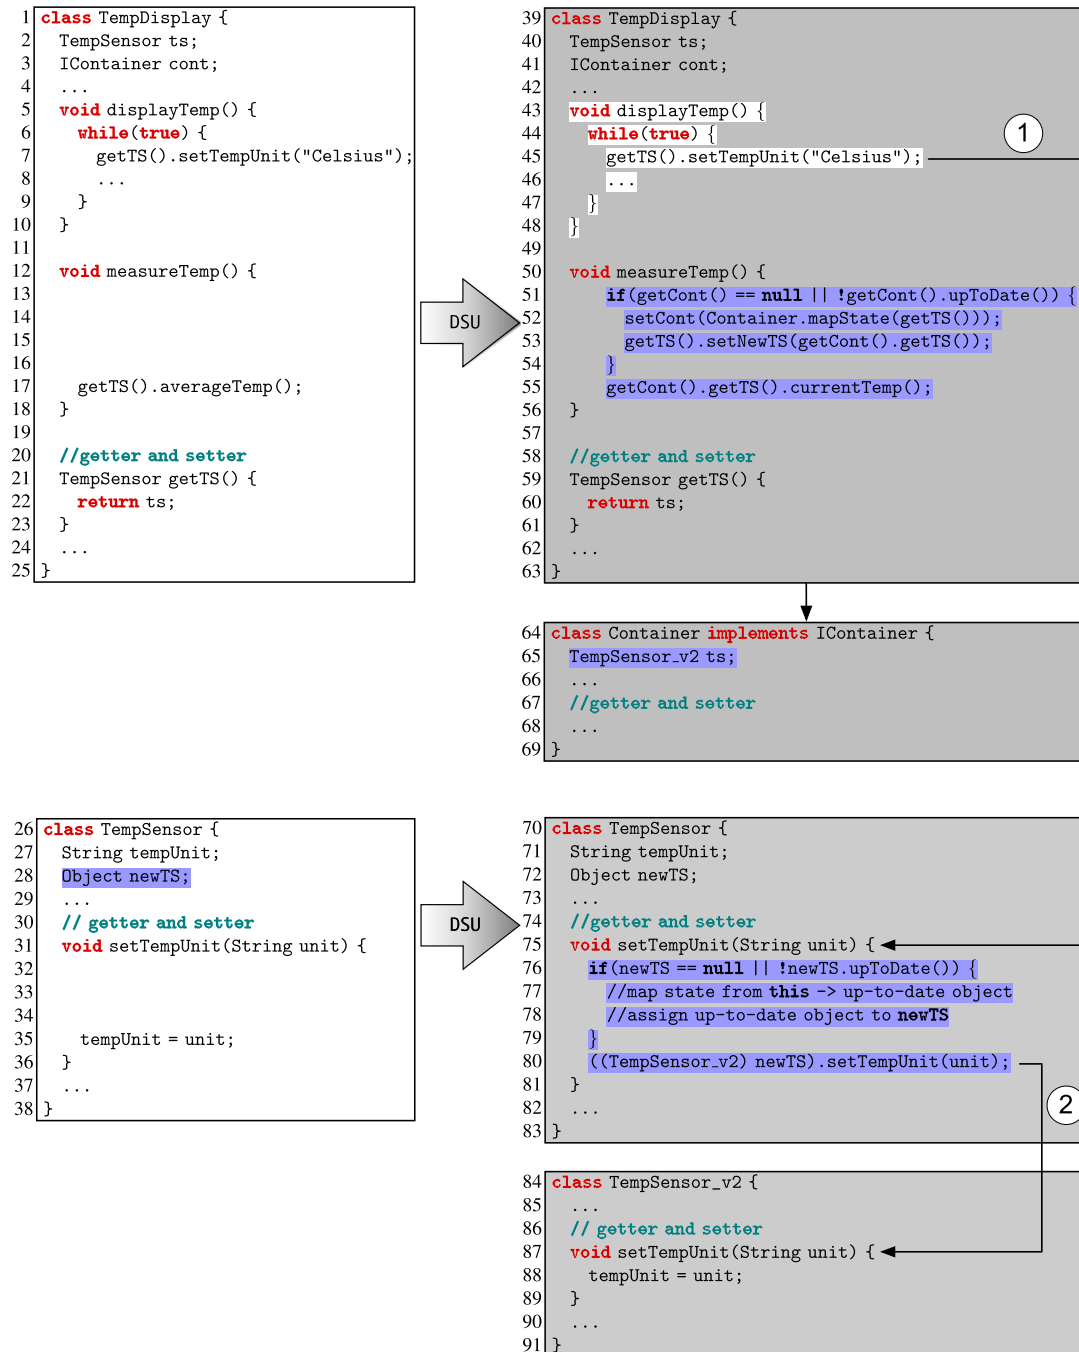 1 class TempDisplay {
2 TempSensor ts;
3 IContainer cont;
4 ...
5 void displayTemp() {
6 while(true) {
7 getTS().setTempUnit("Celsius");
8 ...
9 }
10 }
11
12 void measureTemp() {
13
14
15
16
17 getTS().averageTemp();
18 }
19
20 //getter and setter
21 TempSensor getTS() {
22 return ts;
23 }
24 ...
25 }
DSU
39 class TempDisplay {
40 TempSensor ts;
41 IContainer cont;
42 ...
43 void displayTemp() {
44 while(true) {
45 getTS().setTempUnit("Celsius");
46 ...
47 }
48 }
49
50 void measureTemp() {
51 if(getCont() == null || !getCont().upToDate()) {
52 setCont(Container.mapState(getTS()));
53 getTS().setNewTS(getCont().getTS());
54 }
55 getCont().getTS().currentTemp();
56 }
57
58 //getter and setter
59 TempSensor getTS() {
60 return ts;
61 }
62 ...
63 }
1
64 class Container implements IContainer {
65 TempSensor_v2 ts;
66 ...
67 //getter and setter
68 ...
69 }
26 class TempSensor {
27 String tempUnit;
28 Object newTS;
29 ...
30 // getter and setter
31 void setTempUnit(String unit) {
32
33
34
35 tempUnit = unit;
36 }
37 ...
38 }
DSU
70 class TempSensor {
71 String tempUnit;
72 Object newTS;
73 ...
74 //getter and setter
75 void setTempUnit(String unit) {
76 if(newTS == null || !newTS.upToDate()) {
77 //map state from this -> up-to-date object
78 //assign up-to-date object to newTS
79 }
80 ((TempSensor_v2) newTS).setTempUnit(unit);
81 }
82 ...
83 }
2
84 class TempSensor_v2 {
85 ...
86 // getter and setter
87 void setTempUnit(String unit) {
88 tempUnit = unit;
89 }
90 ...
91 }